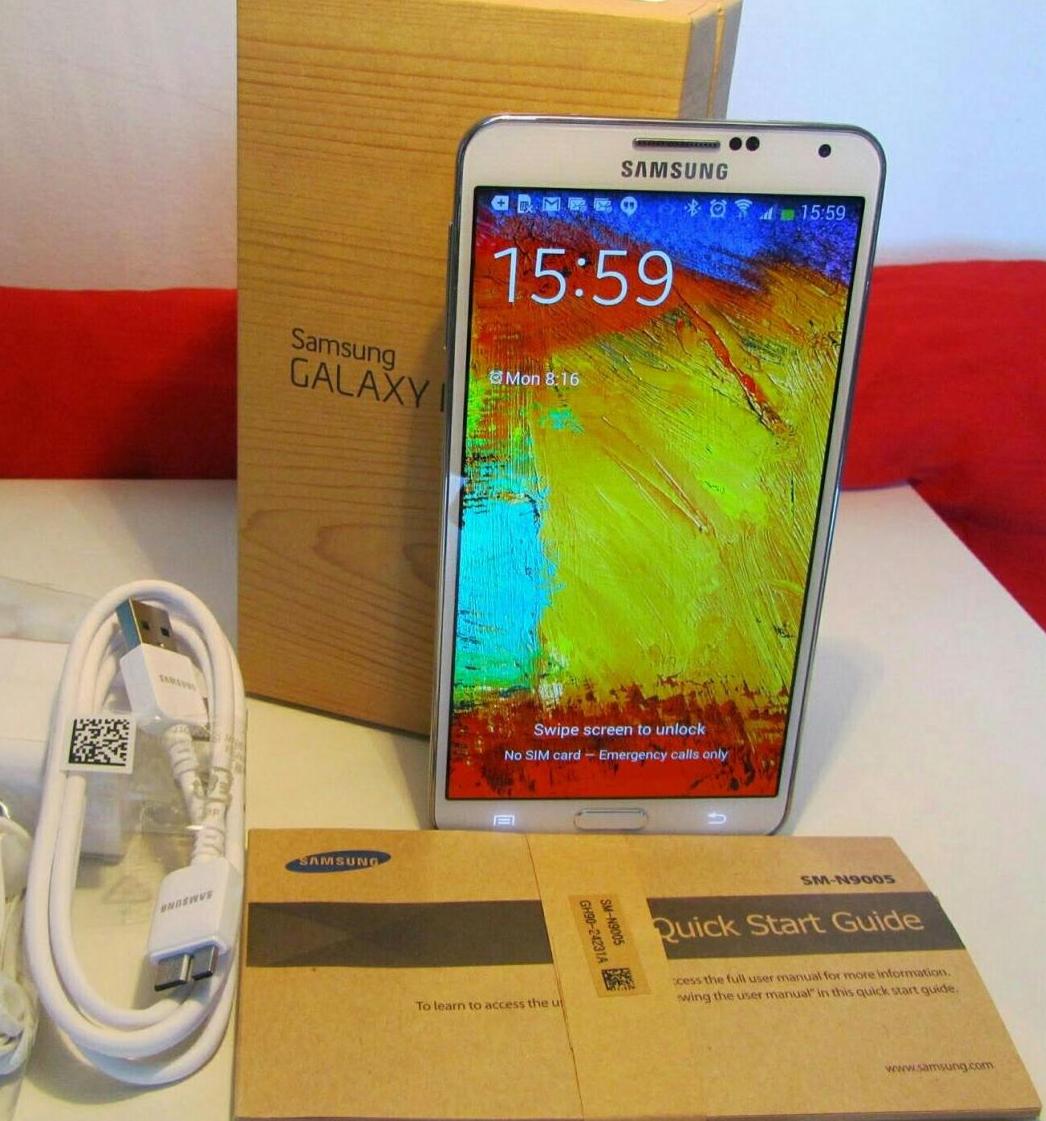 SAMSUNG
15:59
15:59
Mon 8:16
Samsung
GALAXY
Swipe screen to unlock
No SIM card — Emergency calls only
SAMSUNG
SAMSUNG
SAMSUNG
SM-N9005
Quick Start Guide
SM-N9005
GH90-24231A
To learn to access the
access the full user manual for more information.
the user manual" in this quick start guide.
www.samsung.com